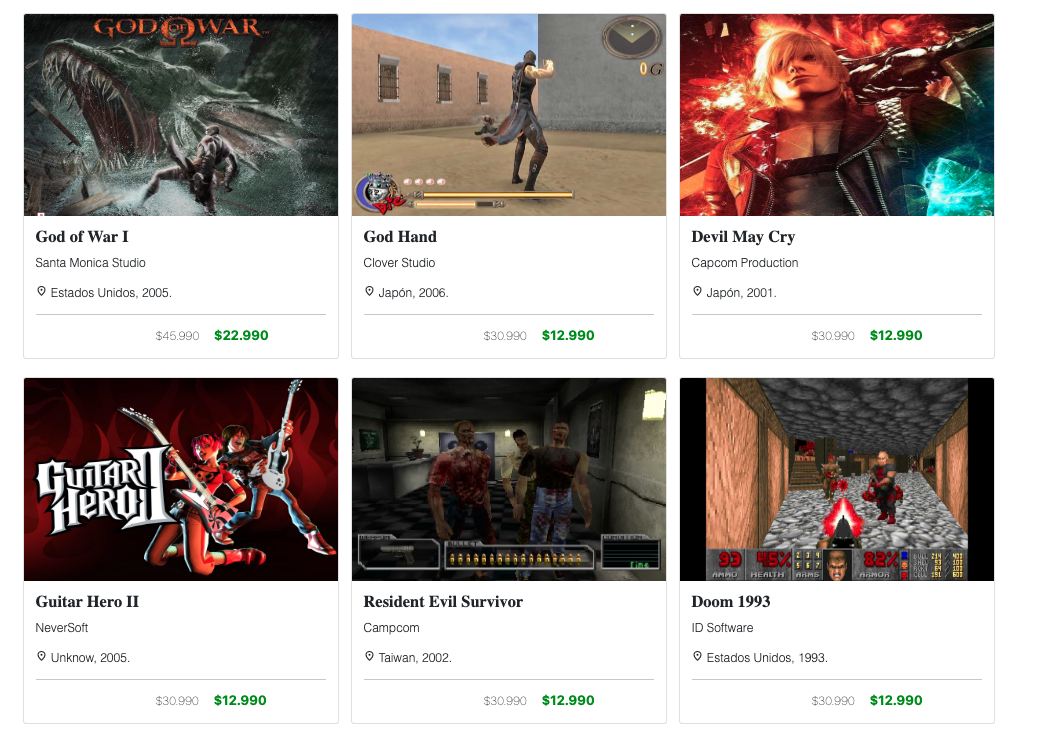 GOD OF WAR
0 G
God of War I
Santa Monica Studio
Estados Unidos, 2005.
$45.990 $22.990
God Hand
Clover Studio
Japón, 2006.
$30.990 $12.990
Devil May Cry
Capcom Production
Japón, 2001.
$30.990 $12.990
GUITAR
HERO II
BULLET
Fine
93 45% 2 3 4 82%
5 6 7
AMMO HEALTH ARMS ARMOR
Guitar Hero II
NeverSoft
Unknow, 2005.
$30.990 $12.990
Resident Evil Survivor
Campcom
Taiwan, 2002.
$30.990 $12.990
Doom 1993
ID Software
Estados Unidos, 1993.
$30.990 $12.990